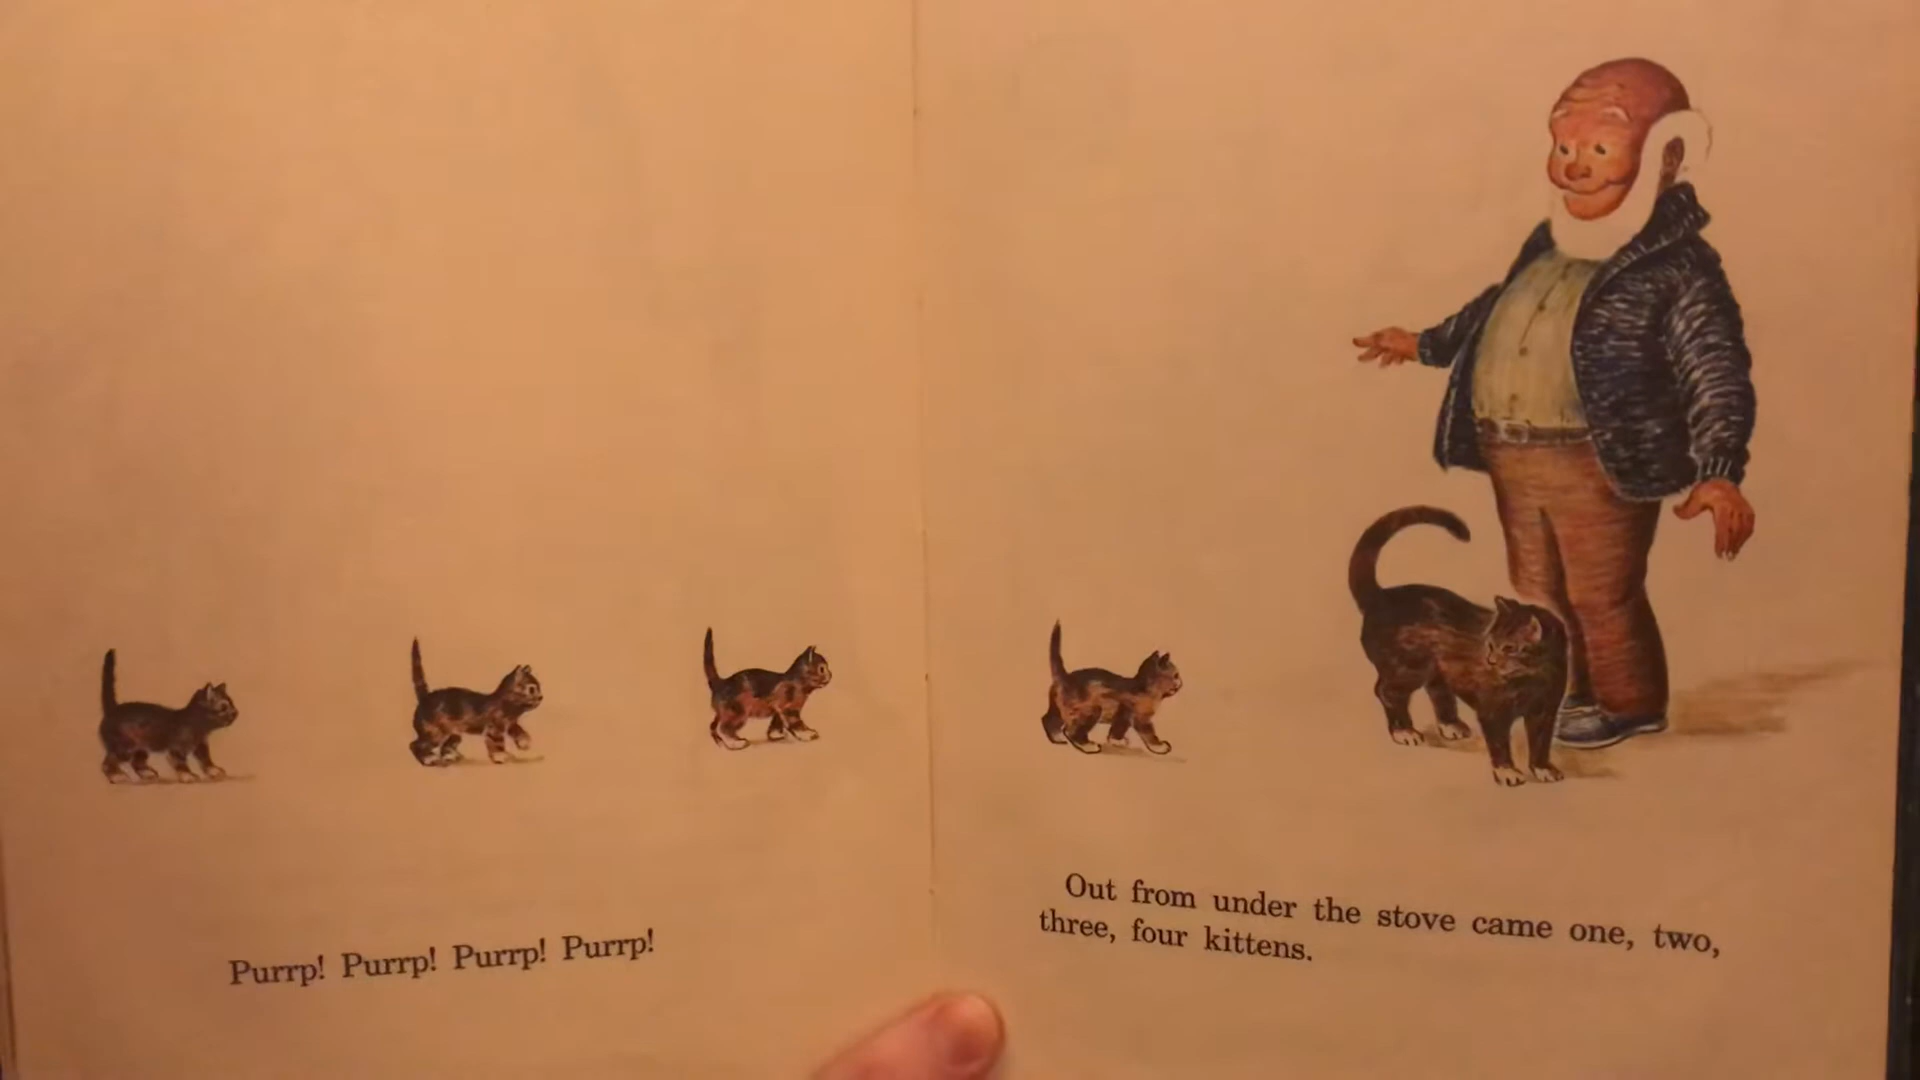 Purrp! Purrp! Purrp! Purrp!
Out from under the stove came one, two,
three, four kittens.